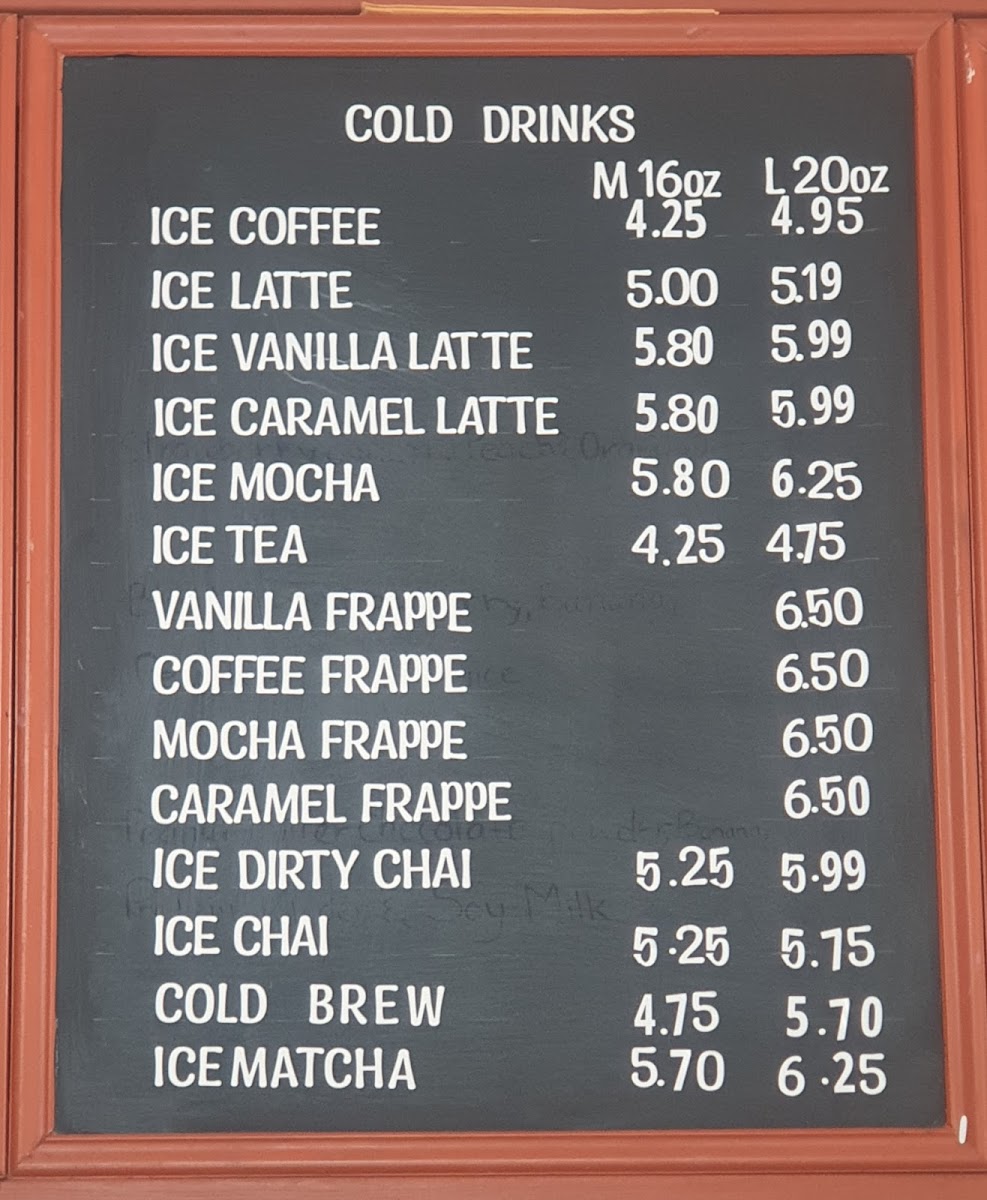 COLD DRINKS
M 16oz L 20oz
ICE COFFEE 4.25 4.95
ICE LATTE 5.00 5.19
ICE VANILLA LATTE 5.80 5.99
ICE CARAMEL LATTE 5.80 5.99
ICE MOCHA 5.80 6.25
ICE TEA 4.25 4.75
VANILLA FRAPPE 6.50
COFFEE FRAPPE 6.50
MOCHA FRAPPE 6.50
CARAMEL FRAPPE 6.50
ICE DIRTY CHAI 5.25 5.99
ICE CHAI 5.25 5.75
Soy Milk
COLD BREW 4.75 5.70
ICE MATCHA 5.70 6.25